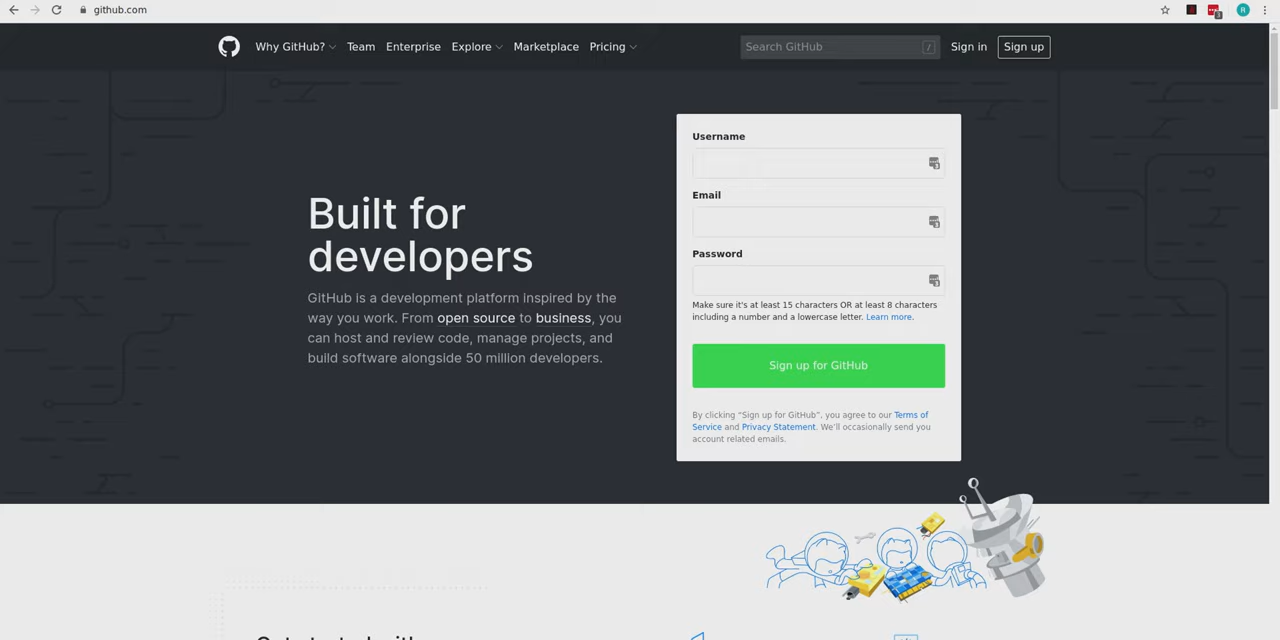 github.com
3
R
Why GitHub? Team Enterprise Explore Marketplace Pricing
Search GitHub /
Sign in
Sign up
Built for
developers
GitHub is a development platform inspired by the
way you work. From open source to business, you
can host and review code, manage projects, and
build software alongside 50 million developers.
Username
Email
Password
Make sure it's at least 15 characters OR at least 8 characters
including a number and a lowercase letter. Learn more.
Sign up for GitHub
By clicking “Sign up for GitHub”, you agree to our Terms of
Service and Privacy Statement. We’ll occasionally send you
account related emails.